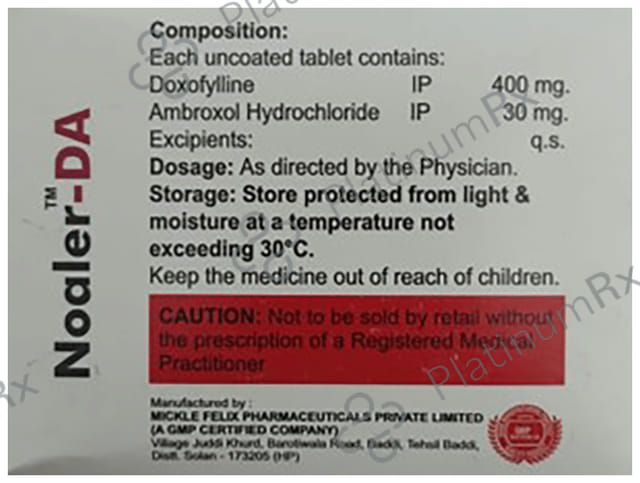 Noaler-DA™
Composition:
Each uncoated tablet contains:
Doxofylline IP 400 mg.
Ambroxol Hydrochloride IP 30 mg.
Excipients: q.s.
Dosage: As directed by the Physician.
Storage: Store protected from light &
moisture at a temperature not
exceeding 30°C.
Keep the medicine out of reach of children.
CAUTION: Not to be sold by retail without
the prescription of a Registered Medical
Practitioner
Manufactured by :
MICKLE FELIX PHARMACEUTICALS PRIVATE LIMITED
(A GMP CERTIFIED COMPANY)
Village Juddi Khurd, Barotiwala Road, Baddi, Tehsil Baddi,
Distt. Solan - 173205 (HP)
GMP
PlatinumRx
PlatinumRx
Rx